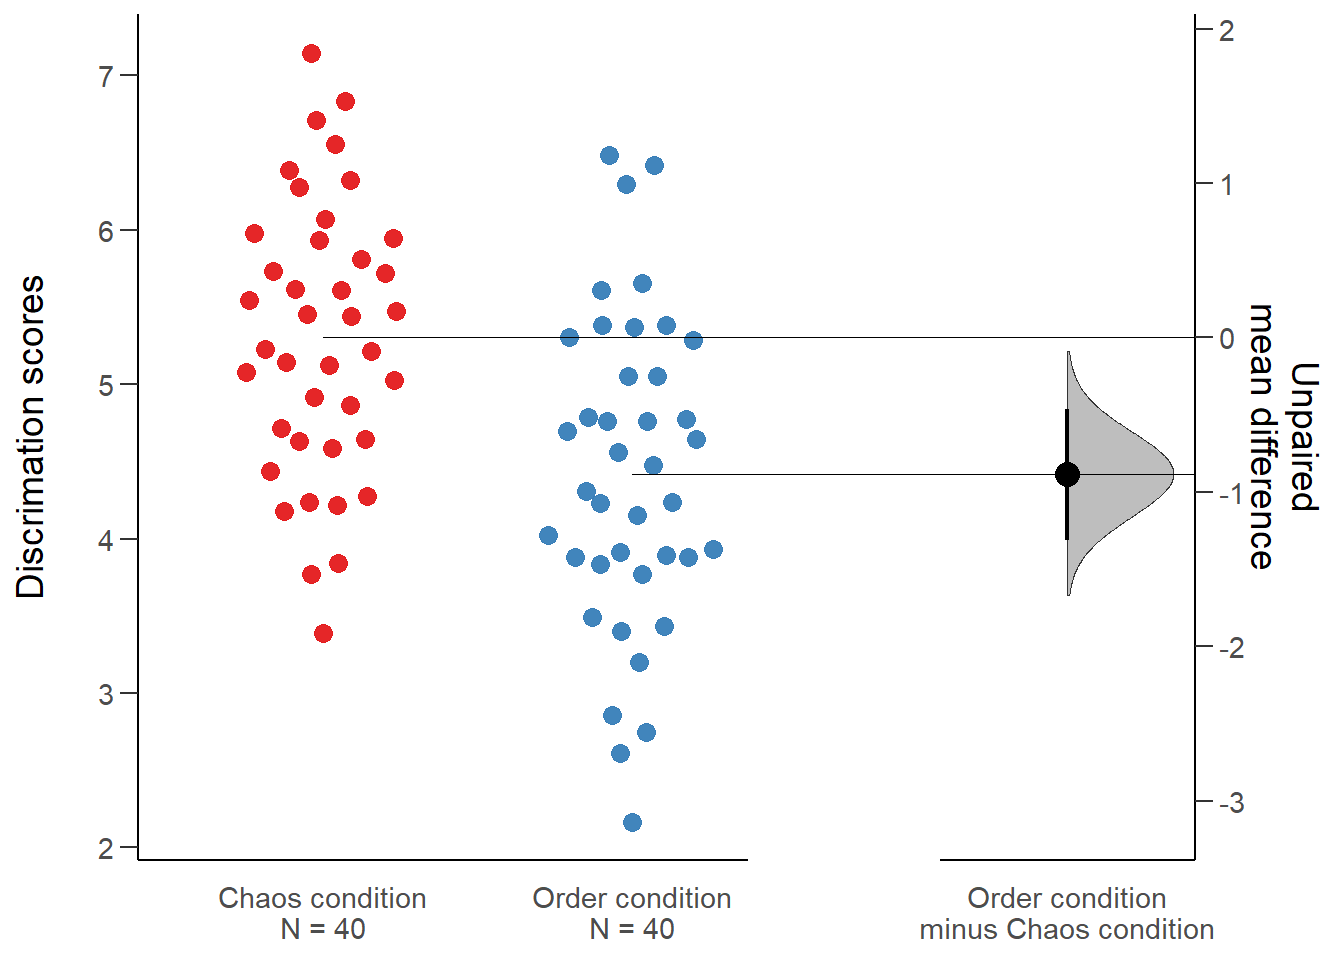 Discrimation scores
7
6
5
4
3
2
Chaos condition
N = 40
Order condition
N = 40
Order condition
minus Chaos condition
2
1
0
-1
-2
-3
Unpaired
mean difference